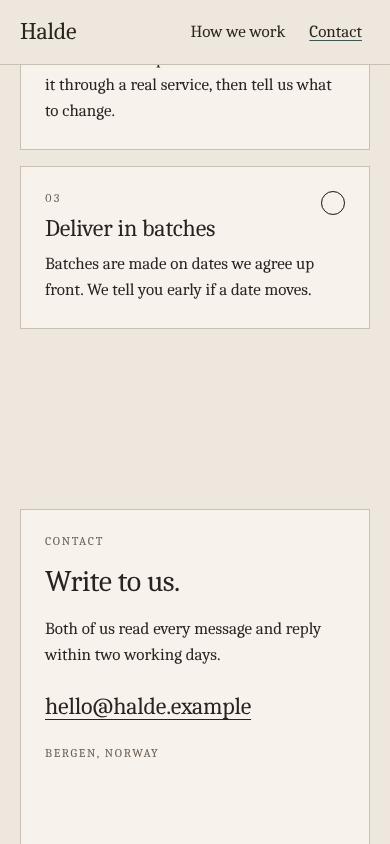 Halde
How we work
Contact
it through a real service, then tell us what
to change.
03
Deliver in batches
Batches are made on dates we agree up
front. We tell you early if a date moves.
CONTACT
Write to us.
Both of us read every message and reply
within two working days.
hello@halde.example
BERGEN, NORWAY